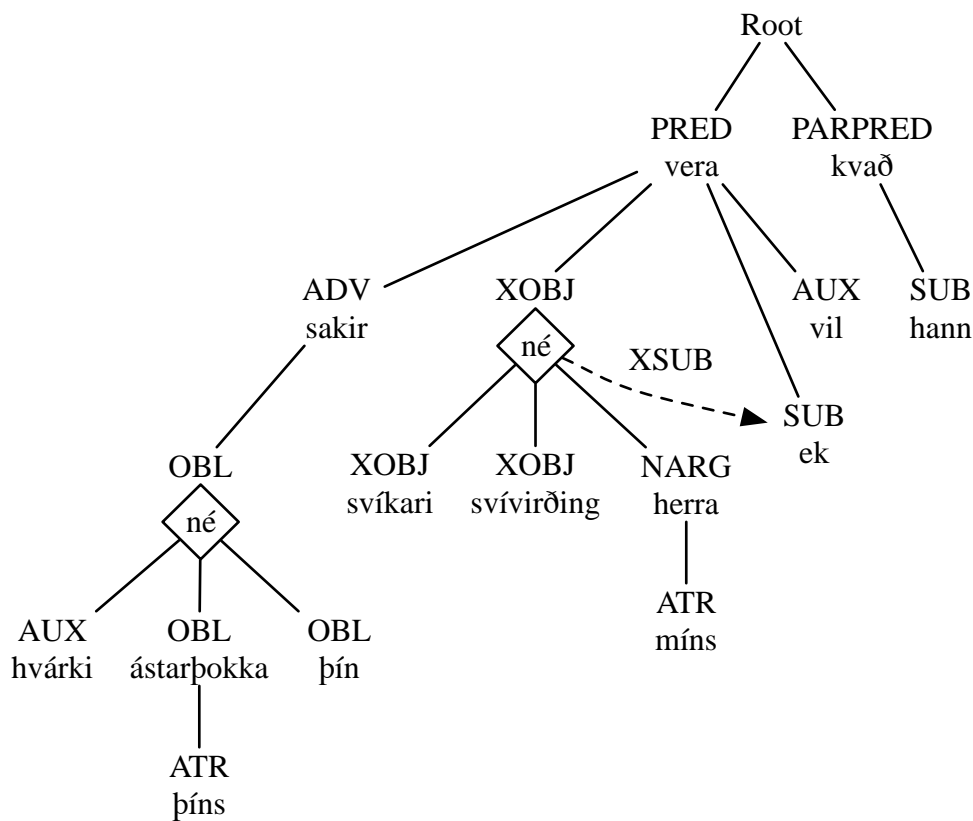 Root
PRED PARPRED
vera kvað
ADV XOBJ AUX SUB
sakir vil hann
né XSUB
SUB
ek
OBL XOBJ XOBJ NARG
svíkari svívirðing herra
né
ATR
míns
AUX OBL OBL
hvárki ástarþokka þín
ATR
þíns